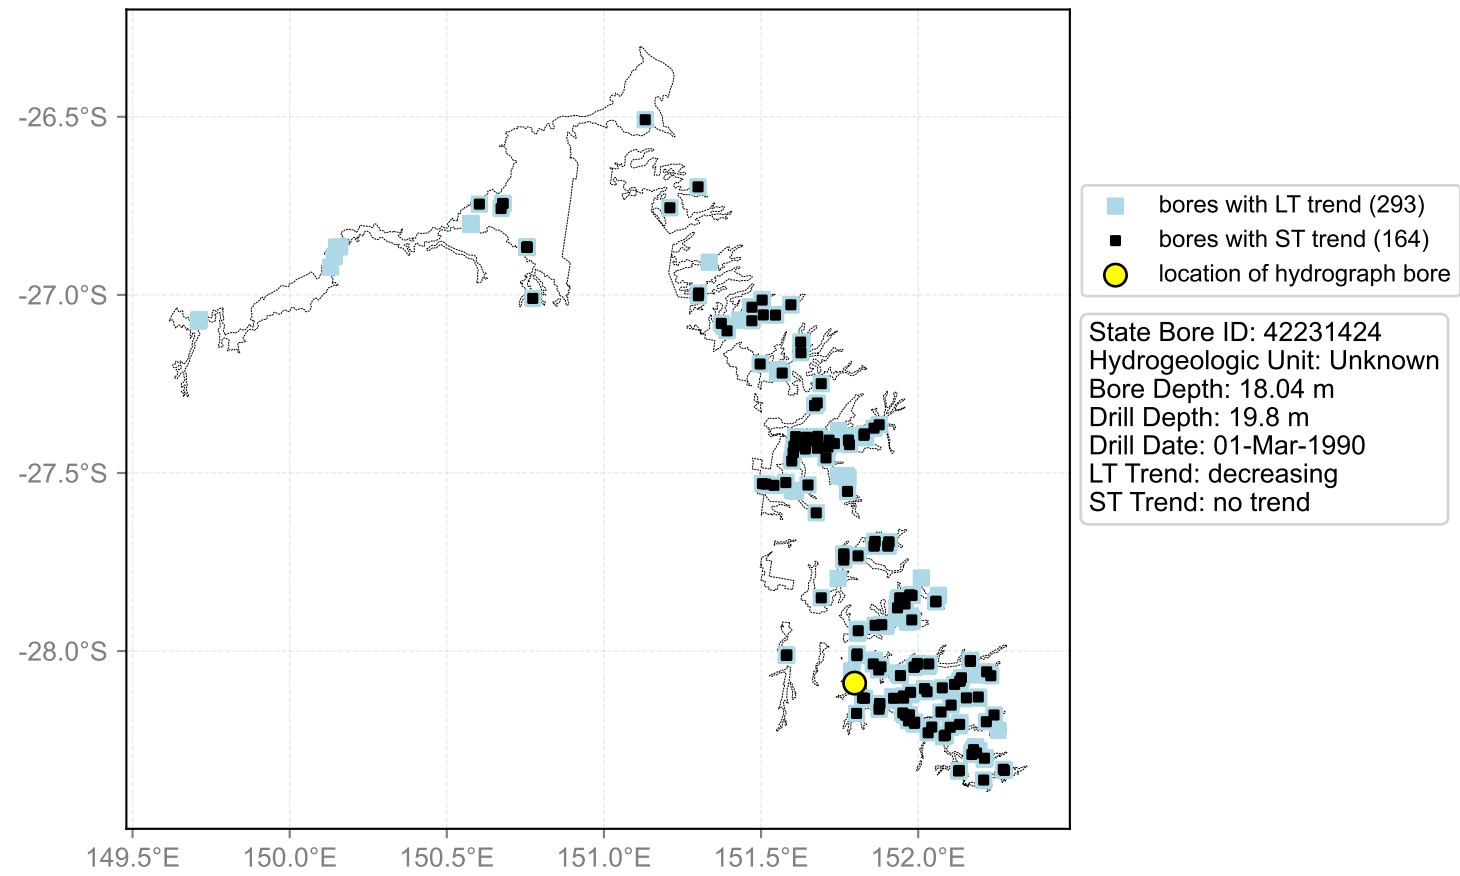 -26.5°S
-27.0°S
-27.5°S
-28.0°S
149.5°E
150.0°E
150.5°E
151.0°E
151.5°E
152.0°E
bores with LT trend (293)
bores with ST trend (164)
location of hydrograph bore
State Bore ID: 42231424
Hydrogeologic Unit: Unknown
Bore Depth: 18.04 m
Drill Depth: 19.8 m
Drill Date: 01-Mar-1990
LT Trend: decreasing
ST Trend: no trend